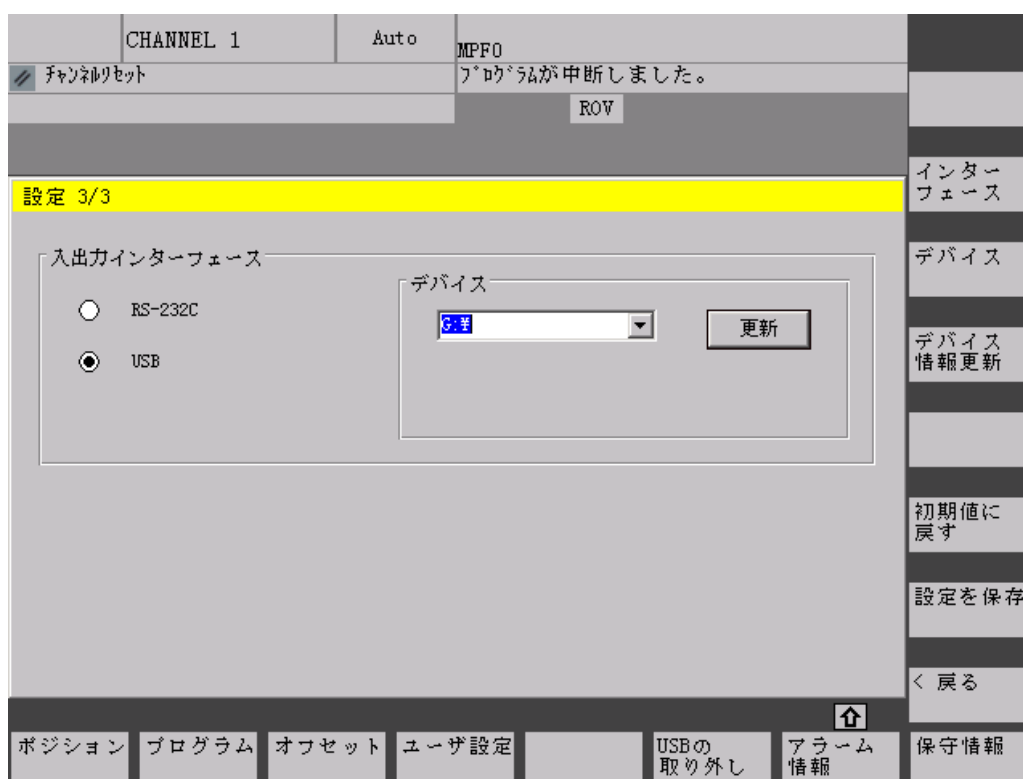 CHANNEL 1
Auto
MPF0
チャンネルリセット
プログラムが中断しました。
ROV
設定 3/3
入出力インターフェース
RS-232C
USB
デバイス
G:¥
更新
インター
フェース
デバイス
デバイス
情報更新
初期値に
戻す
設定を保存
< 戻る
ポジション
プログラム
オフセット
ユーザ設定
USBの
取り外し
アラーム
情報
保守情報